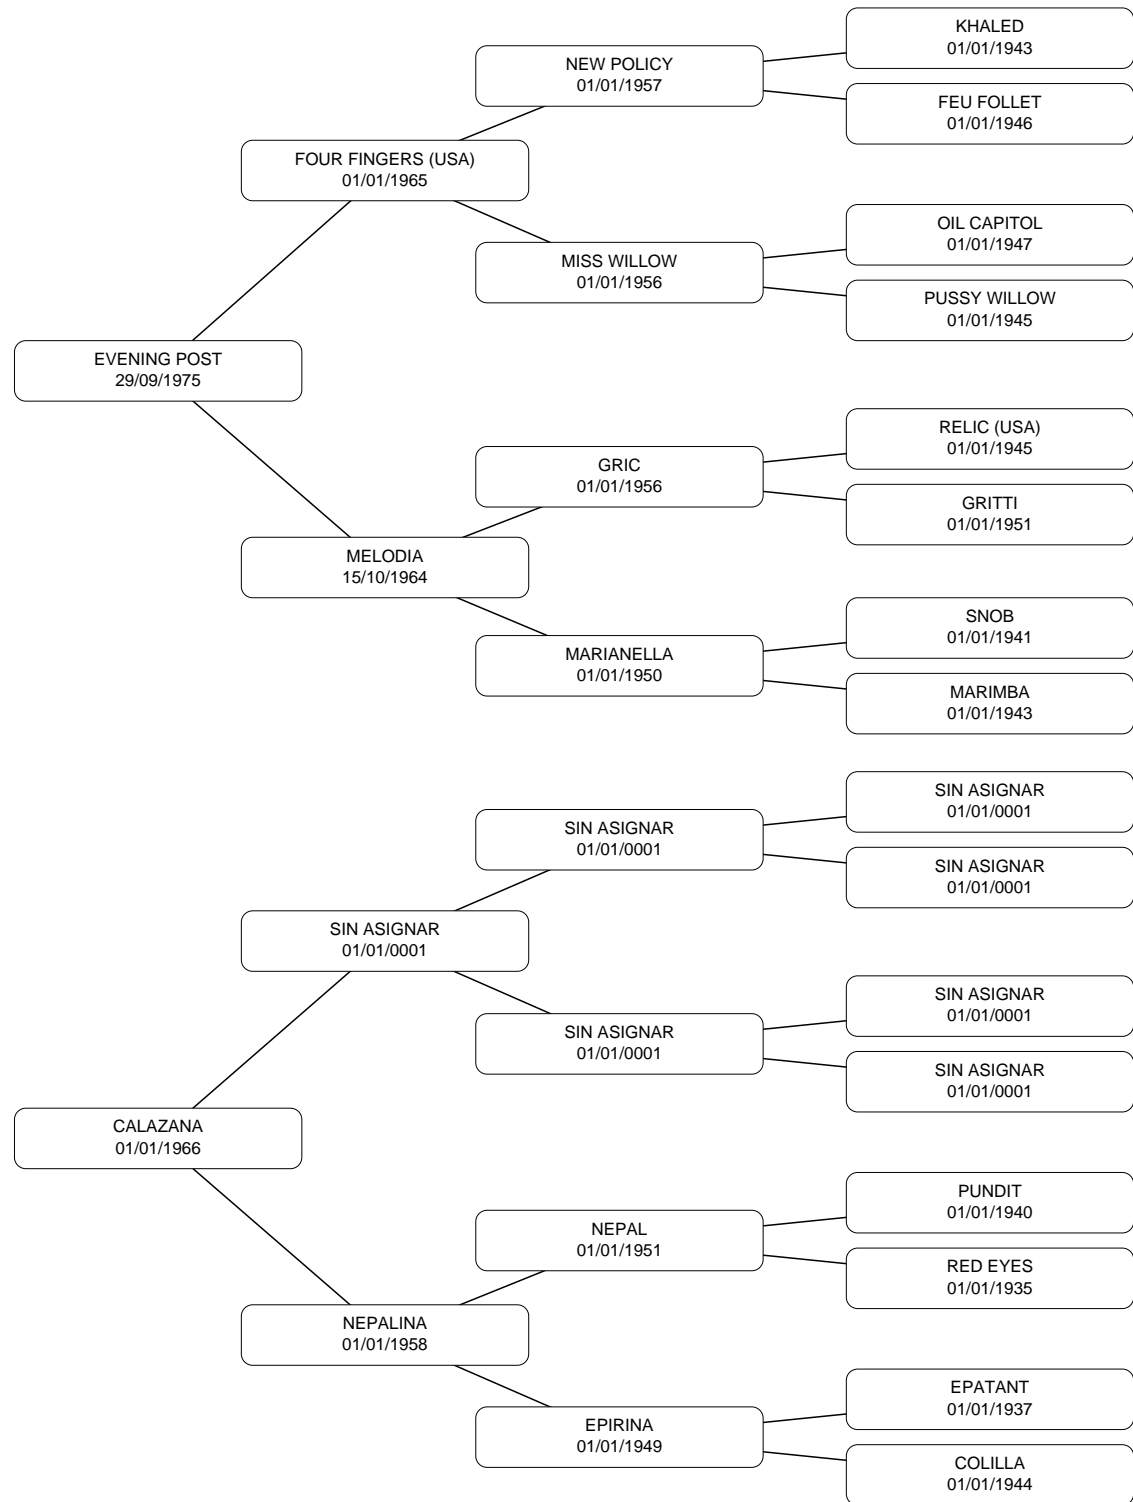 KHALED
01/01/1943
NEW POLICY
01/01/1957
FEU FOLLET
01/01/1946
FOUR FINGERS (USA)
01/01/1965
OIL CAPITOL
01/01/1947
MISS WILLOW
01/01/1956
PUSSY WILLOW
01/01/1945
EVENING POST
29/09/1975
RELIC (USA)
01/01/1945
GRIC
01/01/1956
GRITTI
01/01/1951
MELODIA
15/10/1964
SNOB
01/01/1941
MARIANELLA
01/01/1950
MARIMBA
01/01/1943
SIN ASIGNAR
01/01/0001
SIN ASIGNAR
01/01/0001
SIN ASIGNAR
01/01/0001
SIN ASIGNAR
01/01/0001
SIN ASIGNAR
01/01/0001
SIN ASIGNAR
01/01/0001
SIN ASIGNAR
01/01/0001
CALAZANA
01/01/1966
PUNDIT
01/01/1940
NEPAL
01/01/1951
RED EYES
01/01/1935
NEPALINA
01/01/1958
EPATANT
01/01/1937
EPIRINA
01/01/1949
COLILLA
01/01/1944